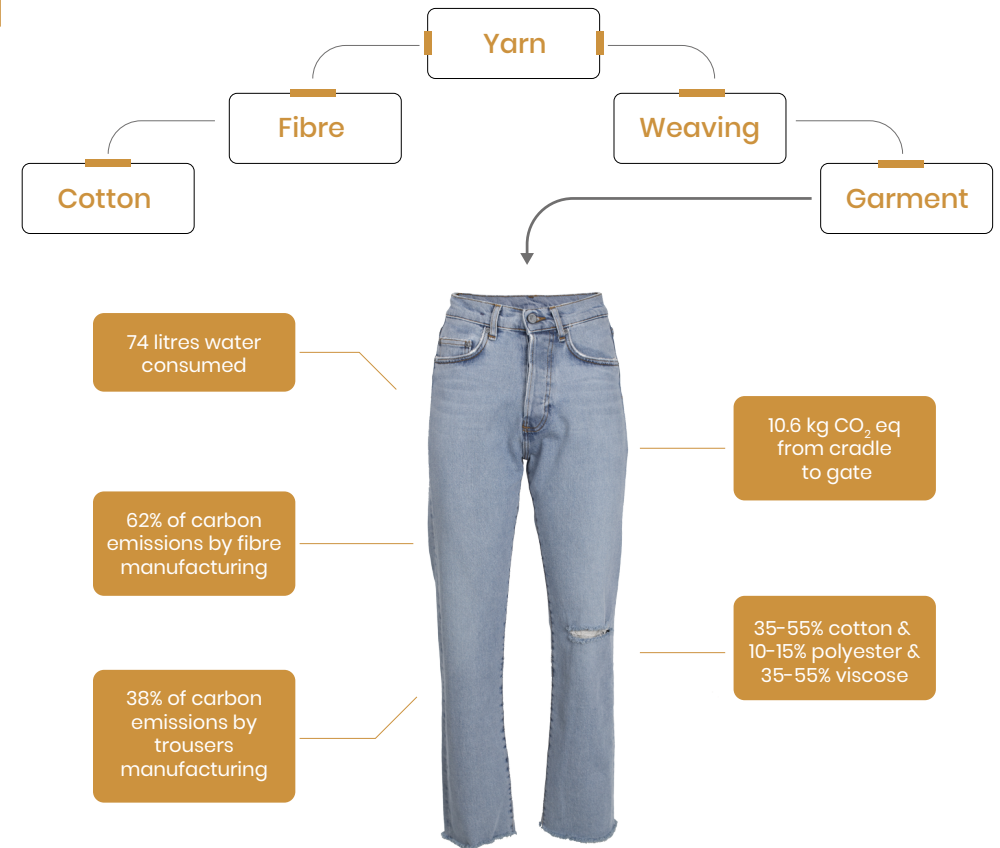 Yarn
Fibre
Weaving
Cotton
Garment
74 litres water
consumed
10.6 kg CO₂ eq
from cradle
to gate
62% of carbon
emissions by fibre
manufacturing
35-55% cotton &
10-15% polyester &
35-55% viscose
38% of carbon
emissions by
trousers
manufacturing